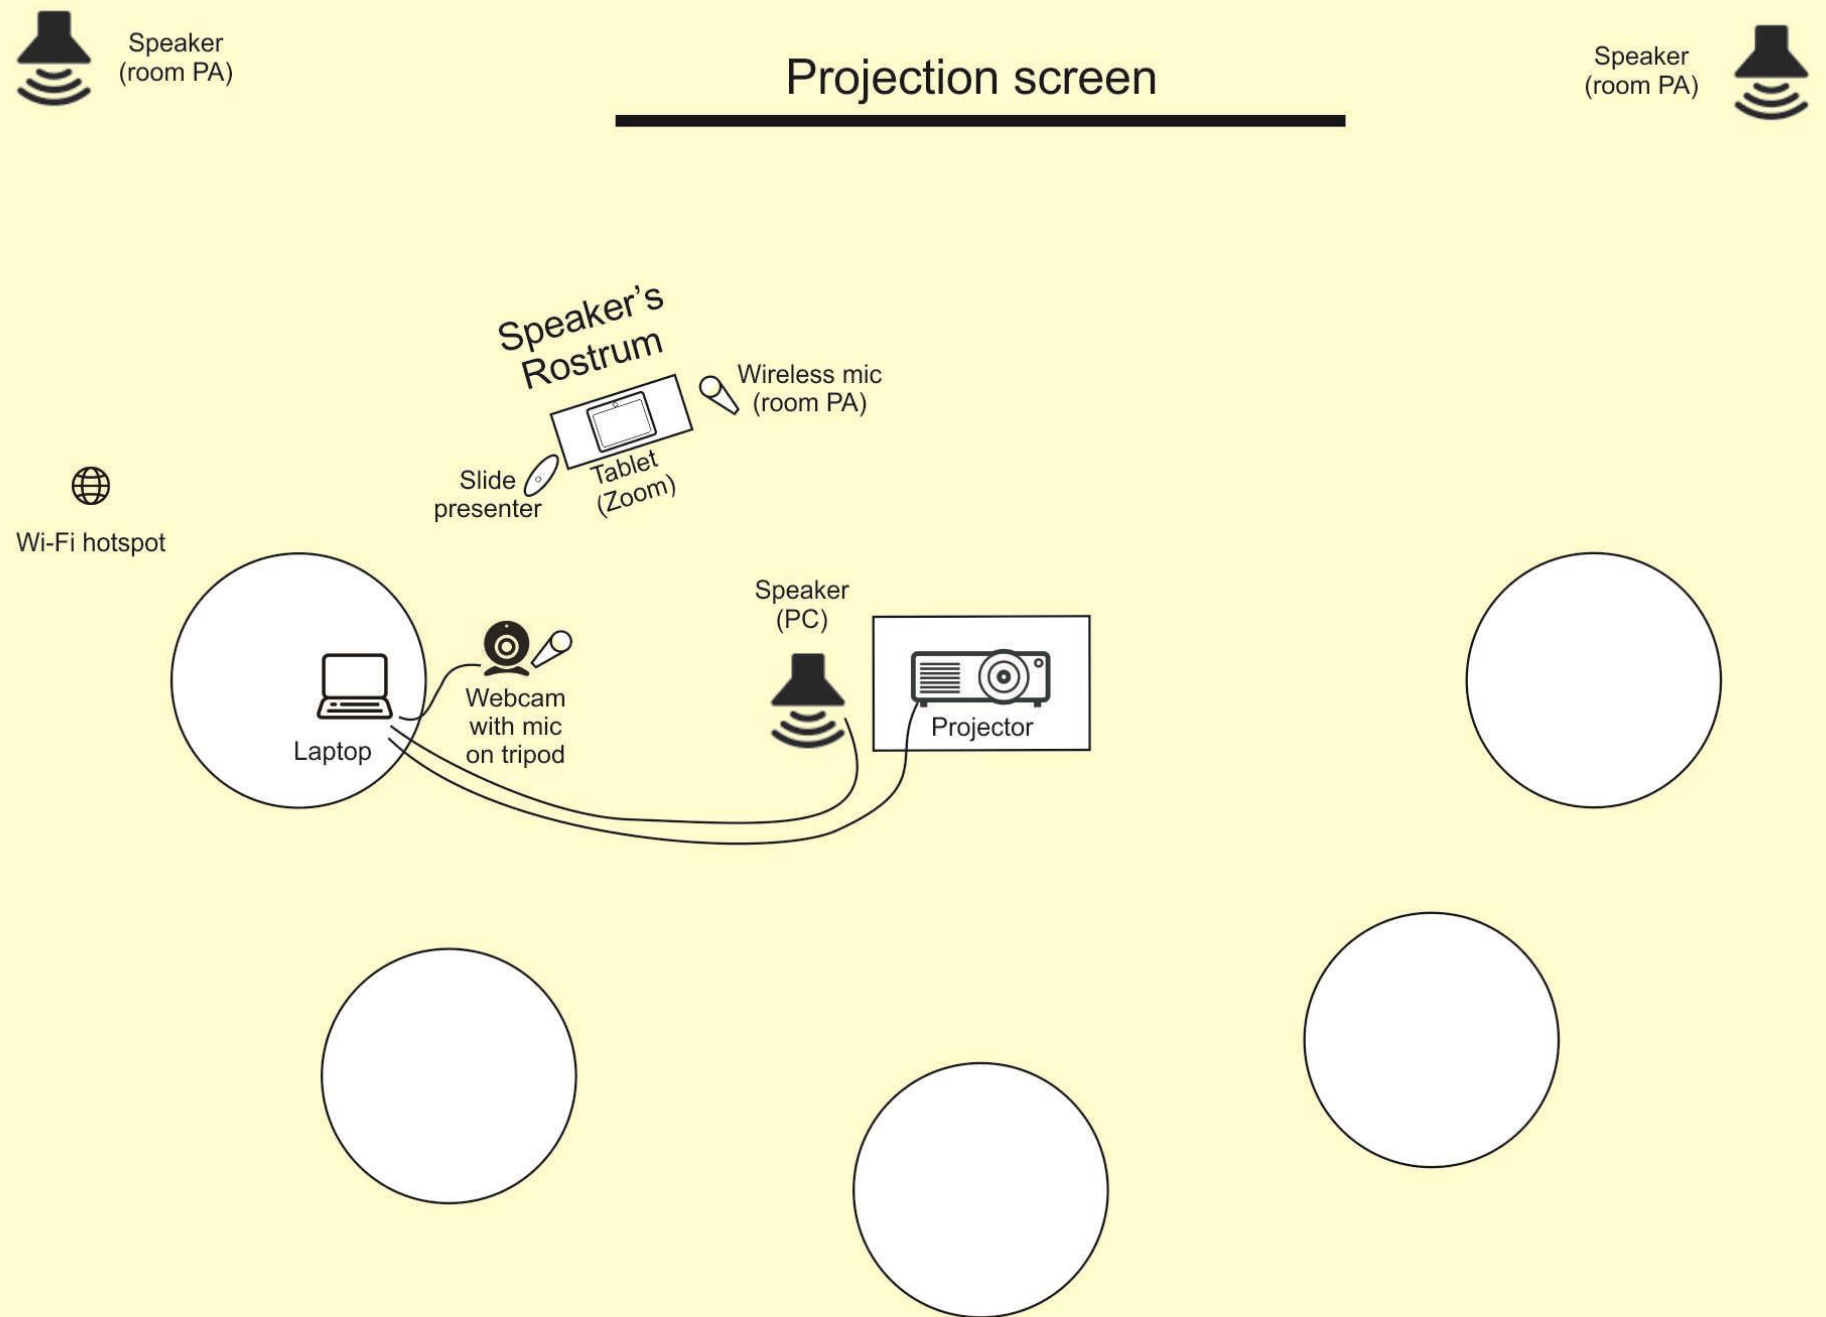 Speaker
(room PA)
Projection screen
Speaker
(room PA)
Speaker’s
Rostrum
Wireless mic
(room PA)
Slide
presenter
Tablet
(Zoom)
Wi-Fi hotspot
Speaker
(PC)
Webcam
with mic
on tripod
Laptop
Projector